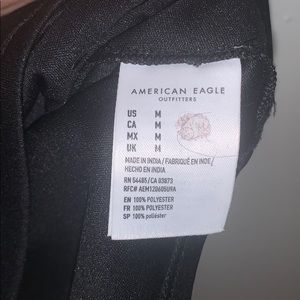 AMERICAN EAGLE
OUTFITTERS
US M
CA M
MX M
UK M
MADE IN INDIA / FABRIQUÉ EN INDE /
HECHO EN INDIA
RN 54485/CA 03873
RFC# AEM120605U9A
EN 100% POLYESTER
FR 100% POLYESTER
SP 100% poliéster